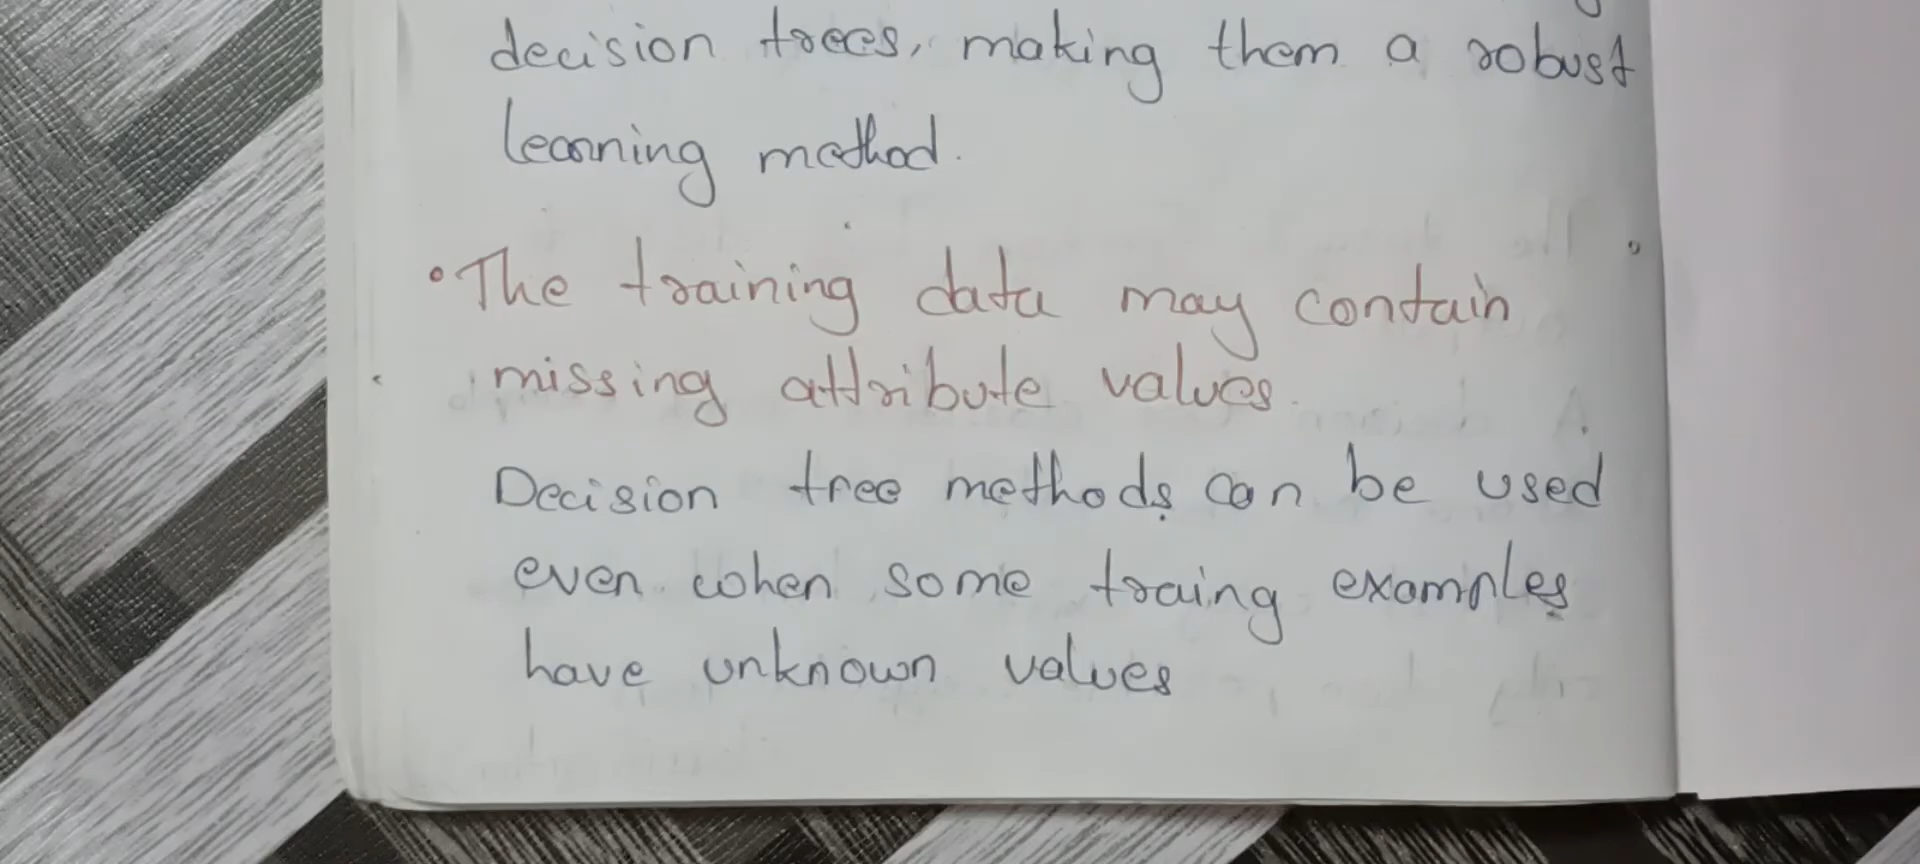 decision trees, making them a robust
learning method.
• The training data may contain
missing attribute values.
Decision tree methods can be used
even when some traing examples
have unknown values